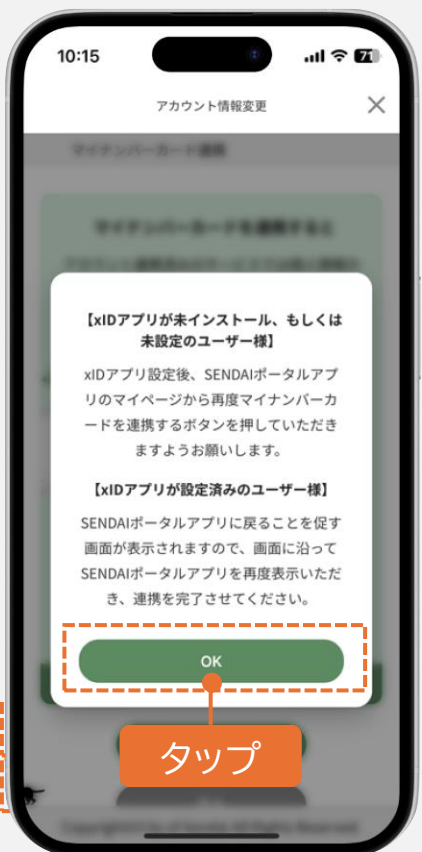 10:15
71
アカウント情報変更
【xIDアプリが未インストール、もしくは
未設定のユーザー様】
xIDアプリ設定後、SENDAIポータルアプ
リのマイページから再度マイナンバーカ
ードを連携するボタンを押していただき
ますようお願いします。
【xIDアプリが設定済みのユーザー様】
SENDAIポータルアプリに戻ることを促す
画面が表示されますので、画面に沿って
SENDAIポータルアプリを再度表示いただ
き、連携を完了させてください。
OK
タップ